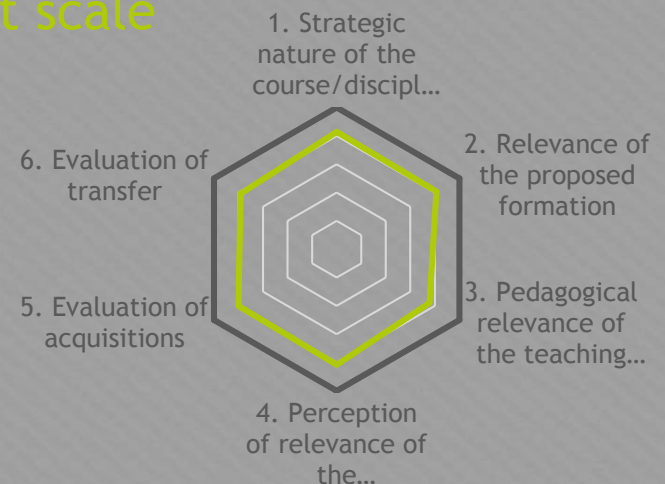 t scale
1. Strategic
nature of the
course/discipl…
2. Relevance of
the proposed
formation
3. Pedagogical
relevance of
the teaching…
4. Perception
of relevance of
the…
5. Evaluation of
acquisitions
6. Evaluation of
transfer